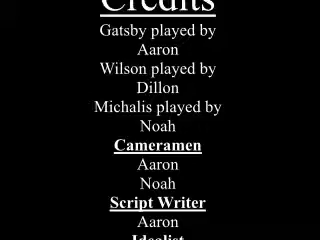 Credits
Gatsby played by
Aaron
Wilson played by
Dillon
Michalis played by
Noah
Cameramen
Aaron
Noah
Script Writer
Aaron
Idealist